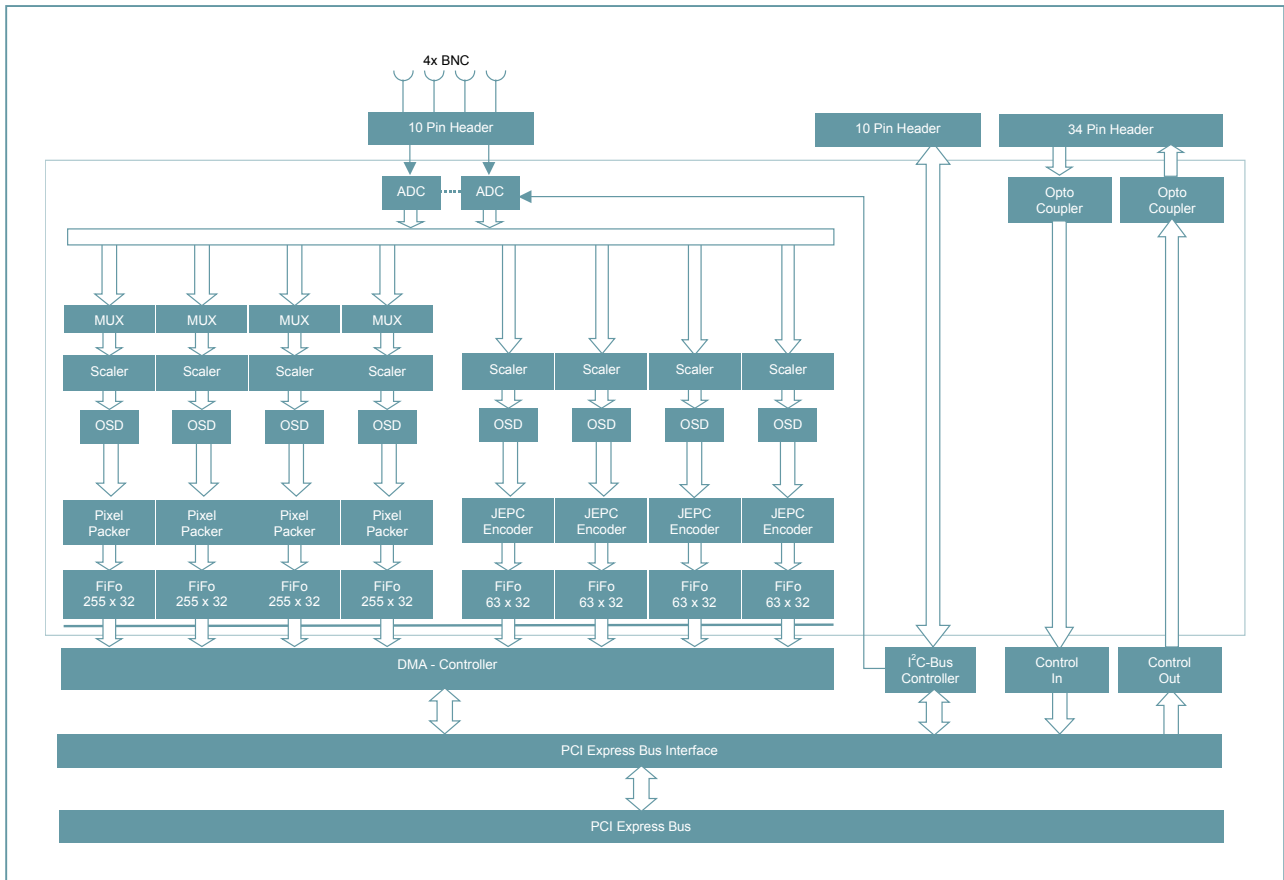 4x BNC
10 Pin Header
10 Pin Header
34 Pin Header
ADC
ADC
Opto
Coupler
Opto
Coupler
MUX
MUX
MUX
MUX
Scaler
Scaler
Scaler
Scaler
Scaler
Scaler
Scaler
Scaler
OSD
OSD
OSD
OSD
OSD
OSD
OSD
OSD
Pixel
Packer
Pixel
Packer
Pixel
Packer
Pixel
Packer
JEPC
Encoder
JEPC
Encoder
JEPC
Encoder
JEPC
Encoder
FiFo
255 x 32
FiFo
255 x 32
FiFo
255 x 32
FiFo
255 x 32
FiFo
63 x 32
FiFo
63 x 32
FiFo
63 x 32
FiFo
63 x 32
DMA - Controller
I²C-Bus
Controller
Control
In
Control
Out
PCI Express Bus Interface
PCI Express Bus